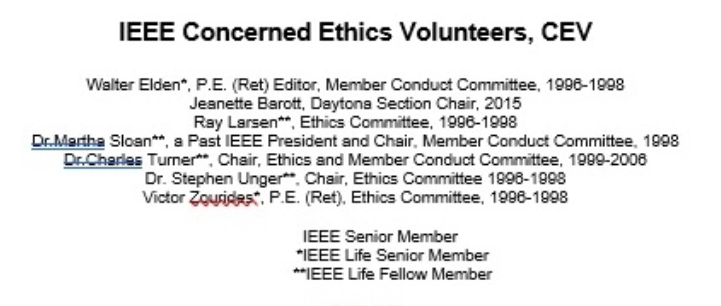 IEEE Concerned Ethics Volunteers, CEV
Walter Elden*, P.E. (Ret) Editor, Member Conduct Committee, 1996-1998
Jeanette Barott, Daytona Section Chair, 2015
Ray Larsen**, Ethics Committee, 1996-1998
Dr.Martha Sloan**, a Past IEEE President and Chair, Member Conduct Committee, 1998
Dr.Charles Turner**, Chair, Ethics and Member Conduct Committee, 1999-2006
Dr. Stephen Unger**, Chair, Ethics Committee 1996-1998
Victor Zourides*, P.E. (Ret), Ethics Committee, 1996-1998
IEEE Senior Member
*IEEE Life Senior Member
**IEEE Life Fellow Member